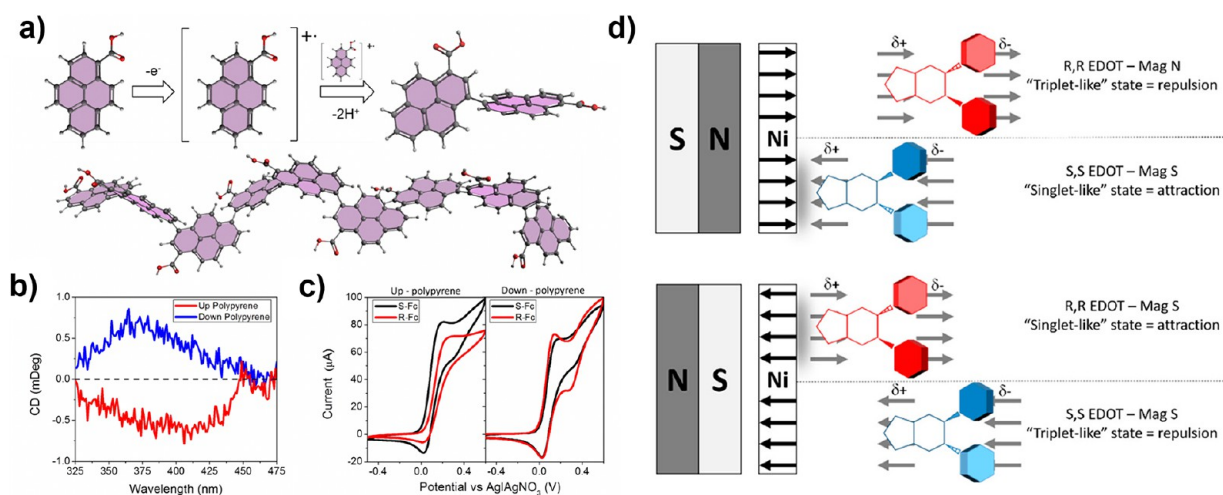 a)
-e⁻
+·
+·
-2H⁺
b)
CD (mDeg)
1.0
0.5
0.0
-0.5
-1.0
Up Polypyrene
Down Polypyrene
325
350
375
400
425
450
475
Wavelength (nm)
c)
Up - polypyrene
Down - polypyrene
S-Fc
R-Fc
S-Fc
R-Fc
Current (µA)
100
80
60
40
20
0
-20
-0.4
0.0
0.4
-0.4
0.0
0.4
Potential vs Ag|AgNO₃ (V)
d)
S
N
Ni
δ+
δ-
R,R EDOT – Mag N
"Triplet-like" state = repulsion
δ+
δ-
S,S EDOT – Mag S
"Singlet-like" state = attraction
N
S
Ni
δ+
δ-
R,R EDOT – Mag S
"Singlet-like" state = attraction
δ+
δ-
S,S EDOT – Mag S
"Triplet-like" state = repulsion